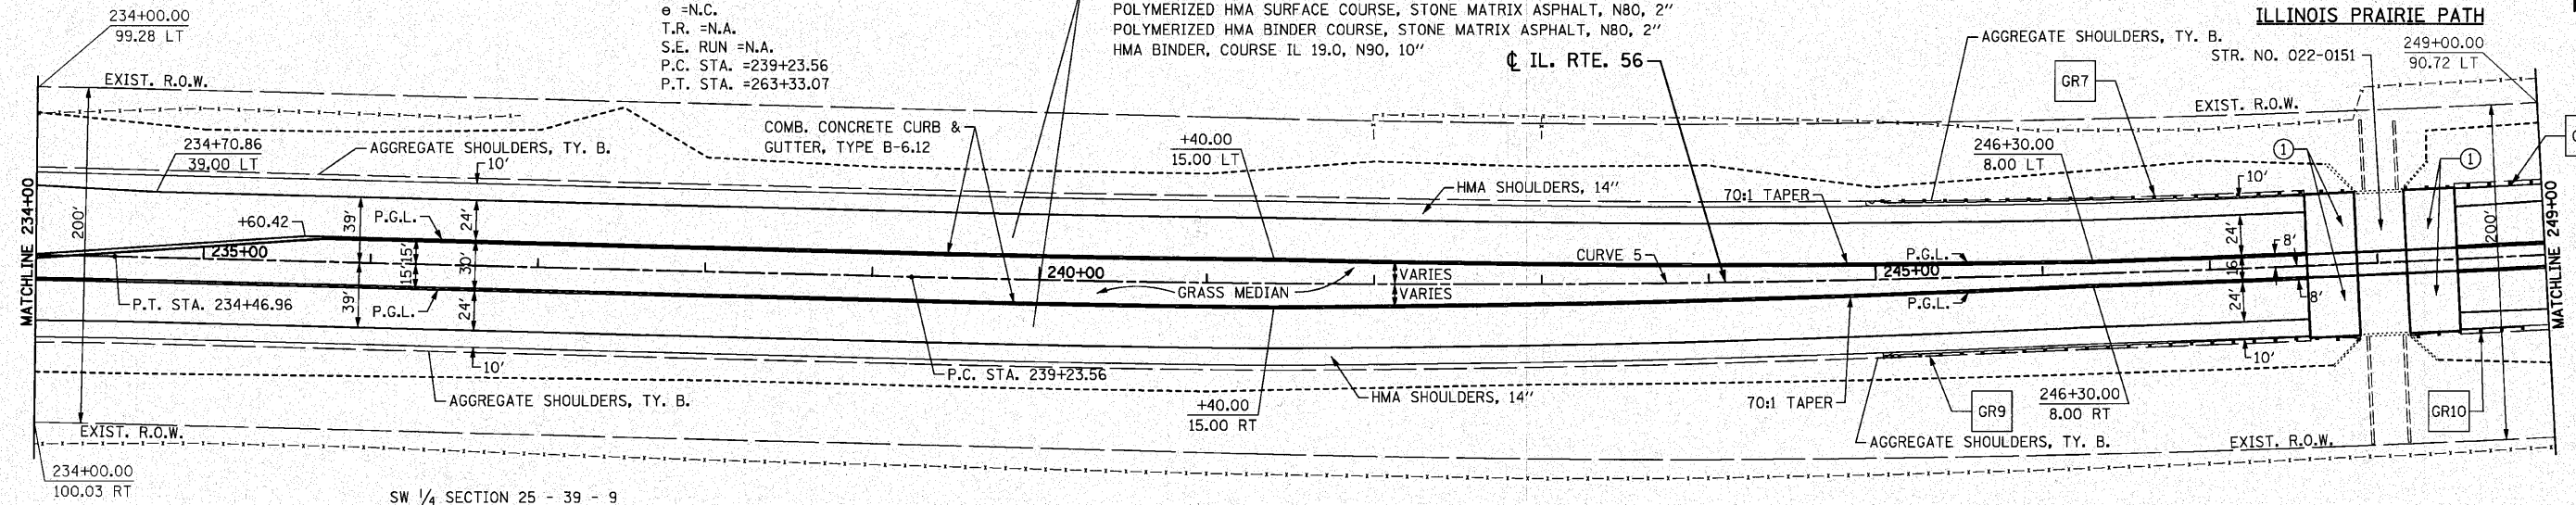 234+00.00
99.28 LT
e =N.C.
T.R. =N.A.
S.E. RUN =N.A.
P.C. STA. =239+23.56
P.T. STA. =263+33.07
POLYMERIZED HMA SURFACE COURSE, STONE MATRIX ASPHALT, N80, 2"
POLYMERIZED HMA BINDER COURSE, STONE MATRIX ASPHALT, N80, 2"
HMA BINDER, COURSE IL 19.0, N90, 10"
℄ IL. RTE. 56
ILLINOIS PRAIRIE PATH
AGGREGATE SHOULDERS, TY. B.
STR. NO. 022-0151
249+00.00
90.72 LT
GR7
EXIST. R.O.W.
EXIST. R.O.W.
234+70.86
39.00 LT
AGGREGATE SHOULDERS, TY. B.
10'
COMB. CONCRETE CURB &
GUTTER, TYPE B-6.12
+40.00
15.00 LT
HMA SHOULDERS, 14"
246+30.00
8.00 LT
70:1 TAPER
10'
1
1
MATCHLINE 234+00
200'
+60.42
39'
P.G.L.
24'
235+00
15'
15'
30'
39'
24'
P.G.L.
P.T. STA. 234+46.96
240+00
GRASS MEDIAN
VARIES
VARIES
CURVE 5
P.G.L.
245+00
P.G.L.
24'
16'
24'
8'
8'
200'
MATCHLINE 249+00
10'
AGGREGATE SHOULDERS, TY. B.
P.C. STA. 239+23.56
+40.00
15.00 RT
HMA SHOULDERS, 14"
70:1 TAPER
GR9
246+30.00
8.00 RT
10'
GR10
AGGREGATE SHOULDERS, TY. B.
EXIST. R.O.W.
EXIST. R.O.W.
234+00.00
100.03 RT
SW 1/4 SECTION 25 - 39 - 9